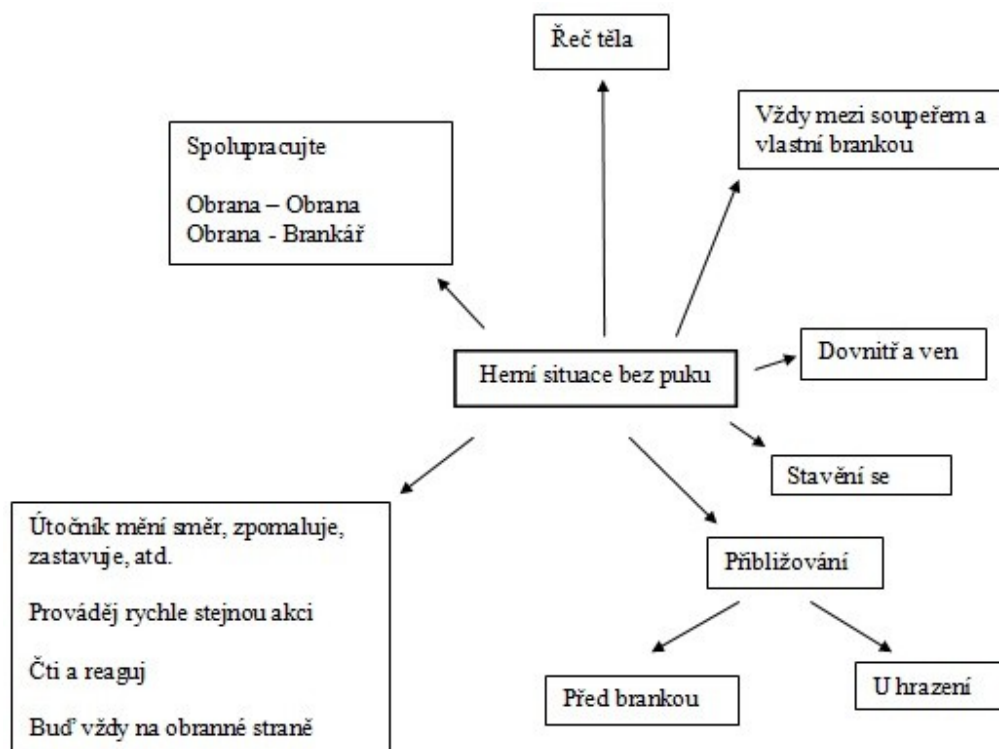 Řeč těla
Vždy mezi soupeřem a
vlastní brankou
Spolupracujte
Obrana – Obrana
Obrana - Brankář
Dovnitř a ven
Herní situace bez puku
Stavění se
Útočník mění směr, zpomaluje,
zastavuje, atd.
Prováděj rychle stejnou akci
Čti a reaguj
Buď vždy na obranné straně
Přibližování
Před brankou
U hrazení